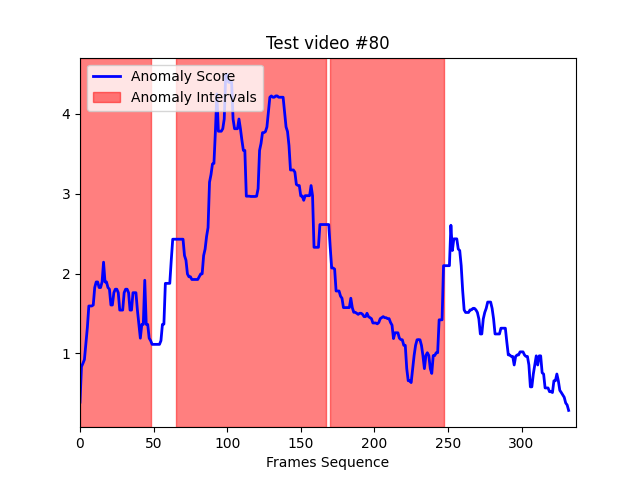 Test video #80
Anomaly Score
Anomaly Intervals
4
3
2
1
0 50 100 150 200 250 300
Frames Sequence